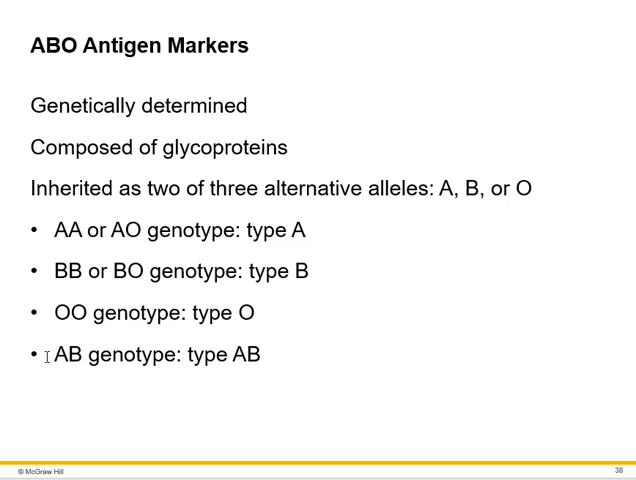 ABO Antigen Markers
Genetically determined
Composed of glycoproteins
Inherited as two of three alternative alleles: A, B, or O
• AA or AO genotype: type A
• BB or BO genotype: type B
• OO genotype: type O
• AB genotype: type AB
© McGraw Hill
38